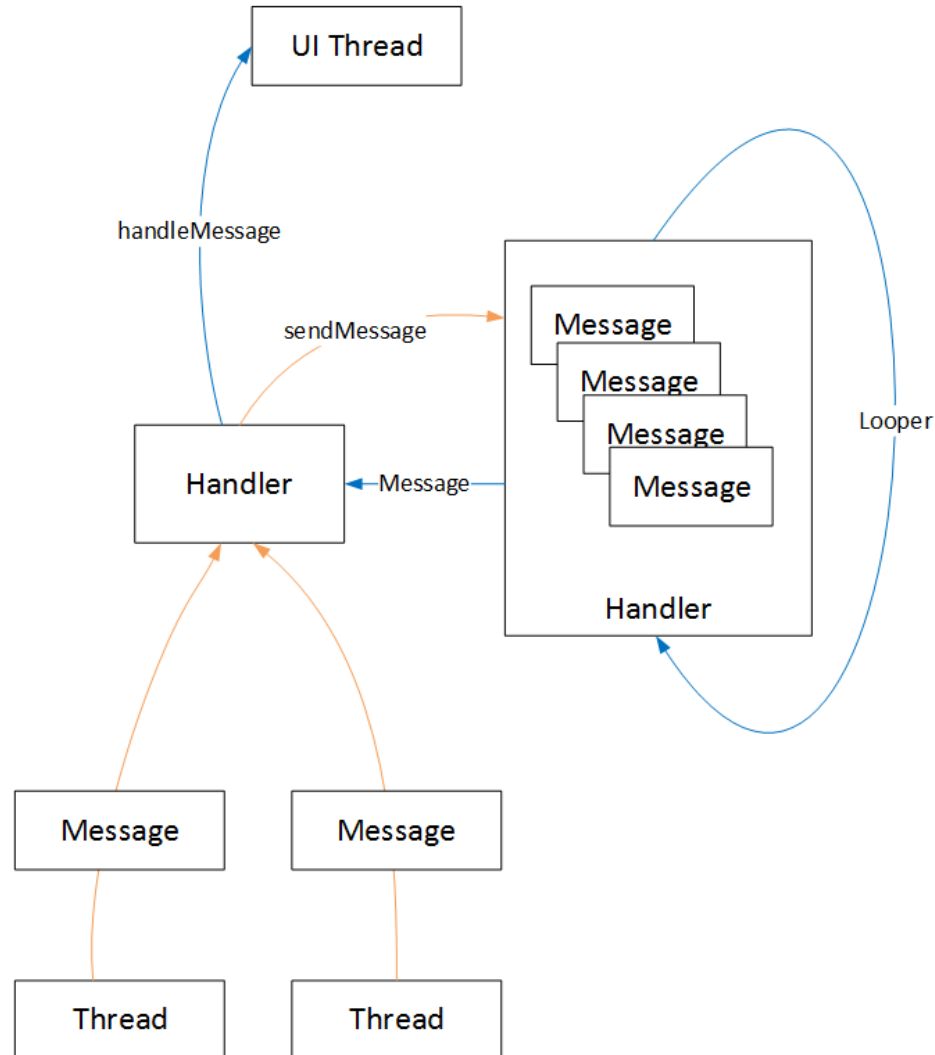 UI Thread
handleMessage
sendMessage
Message
Message
Message
Message
Looper
Handler
Message
Handler
Message
Message
Thread
Thread